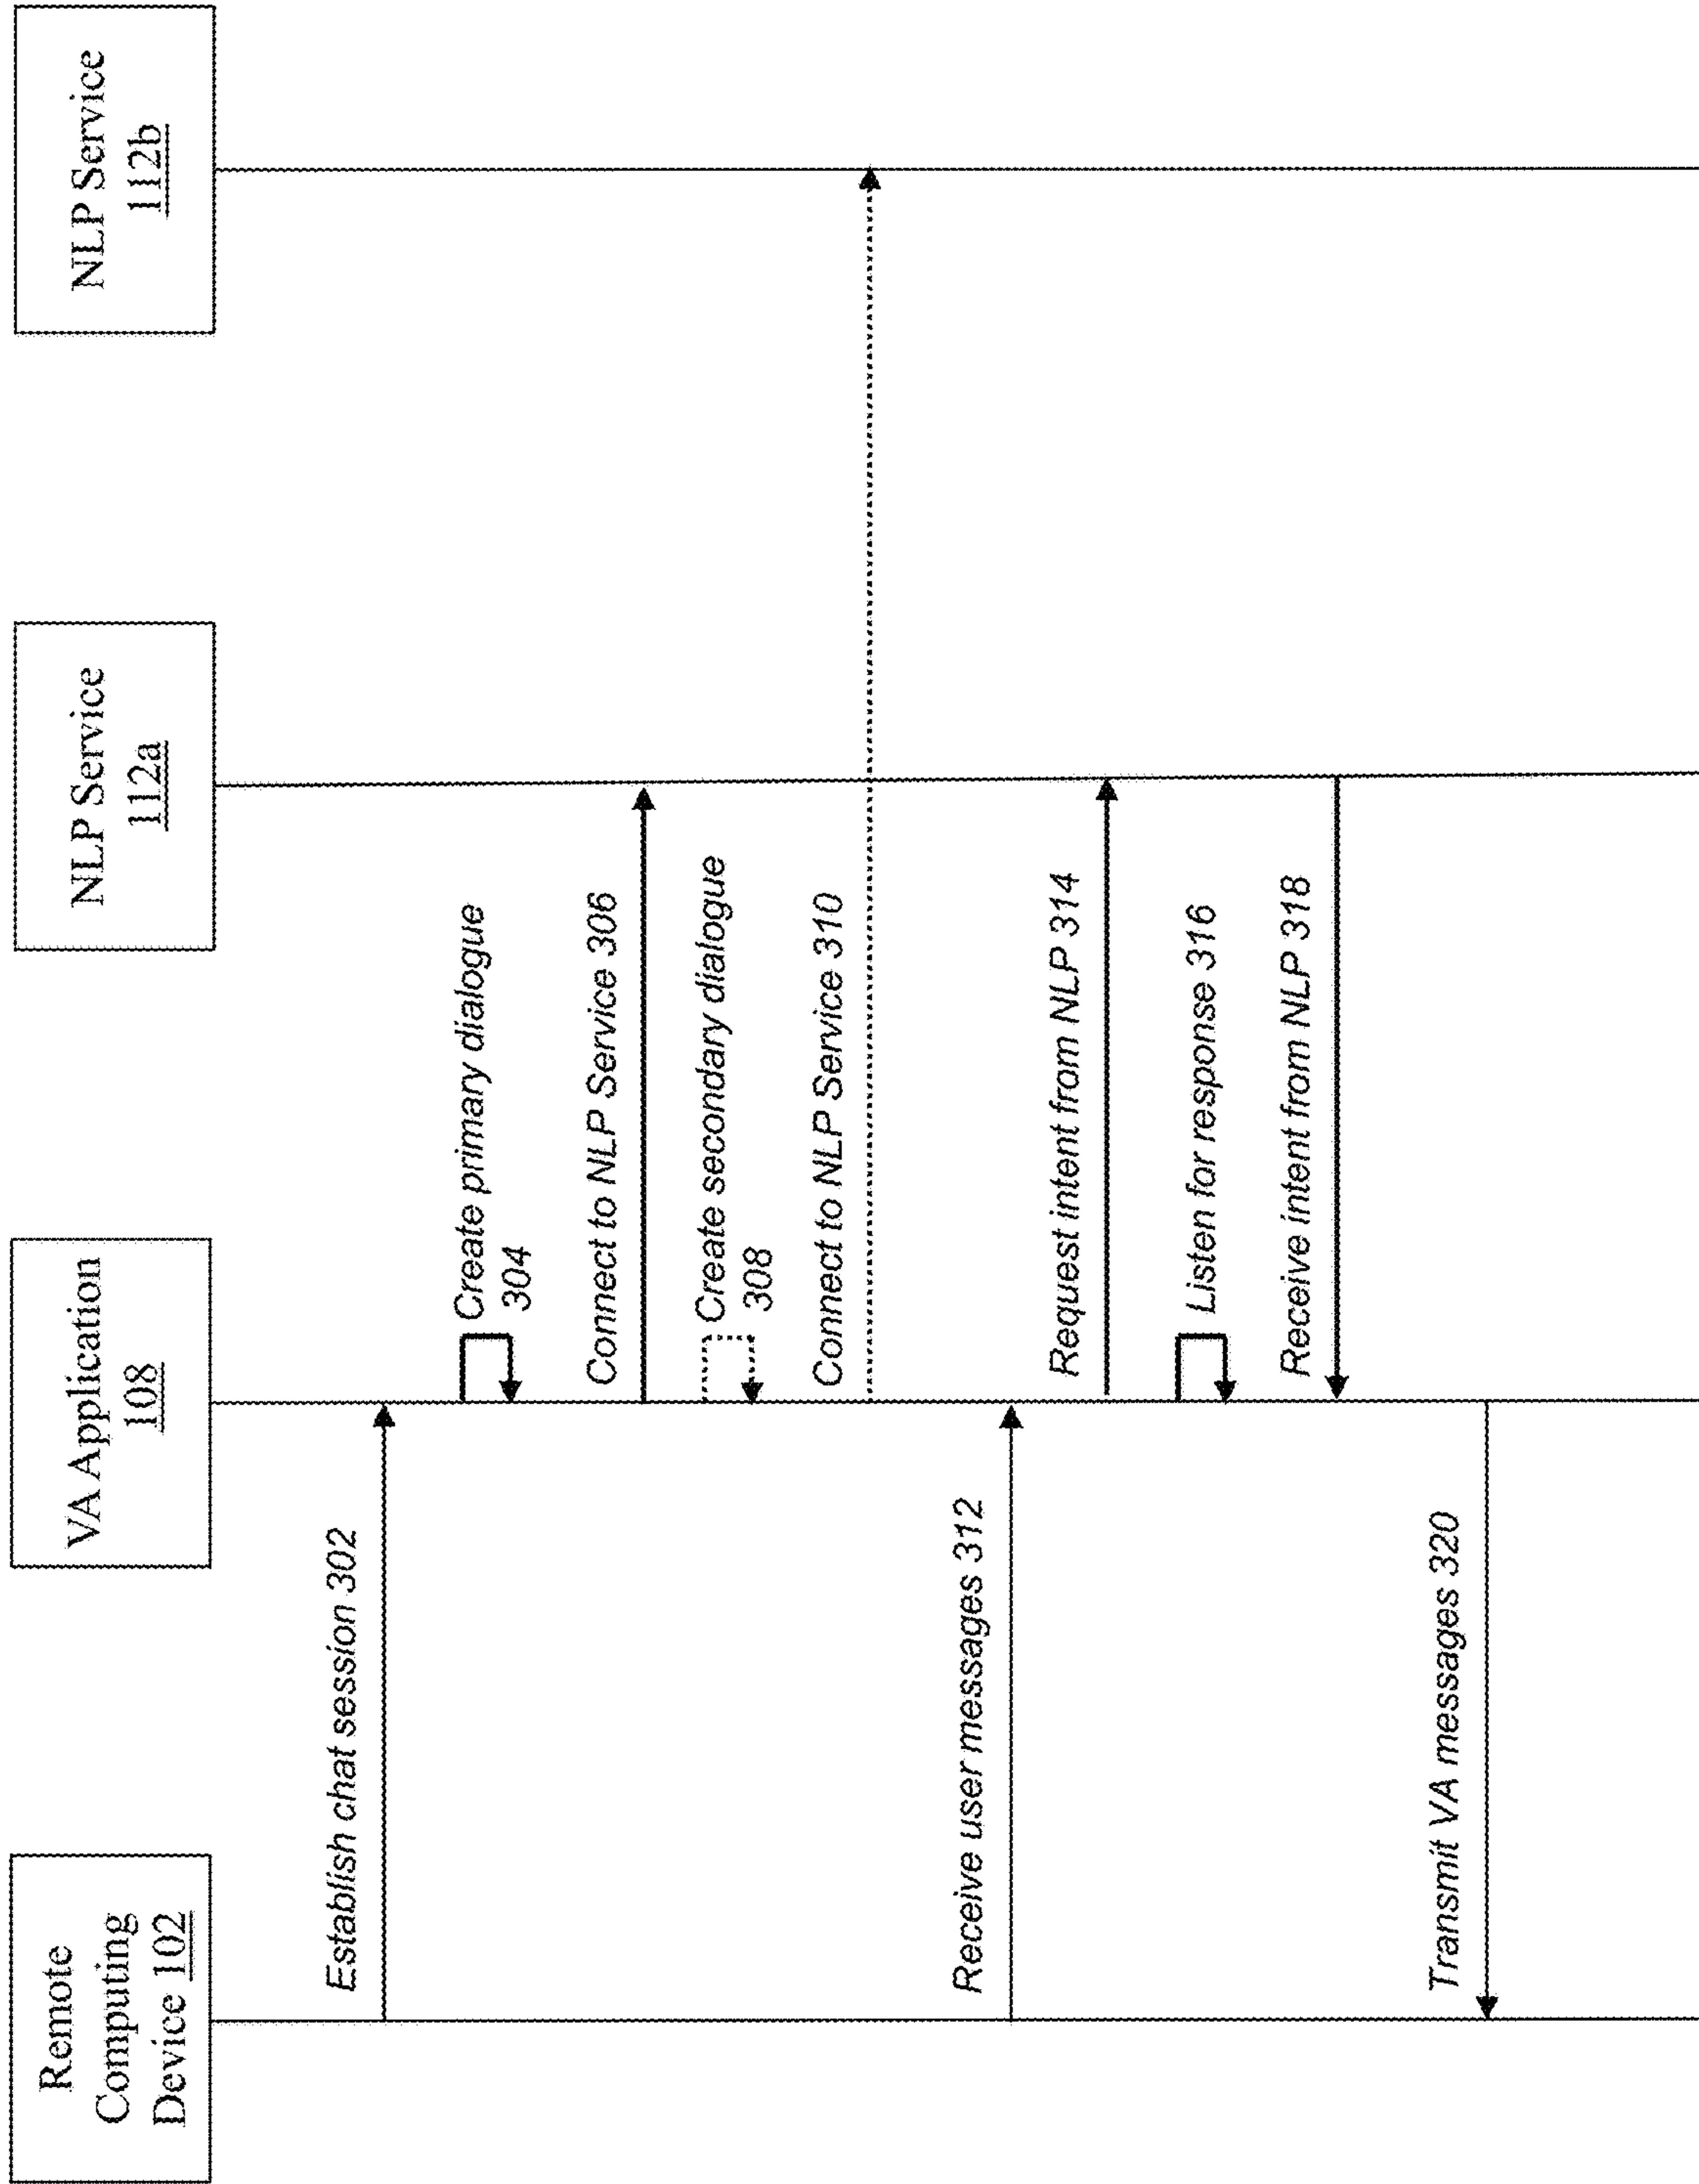 Remote
Computing
Device 102
VA Application
108
NLP Service
112a
NLP Service
112b
Establish chat session 302
Create primary dialogue
304
Connect to NLP Service 306
Create secondary dialogue
308
Connect to NLP Service 310
Receive user messages 312
Request intent from NLP 314
Listen for response 316
Receive intent from NLP 318
Transmit VA messages 320